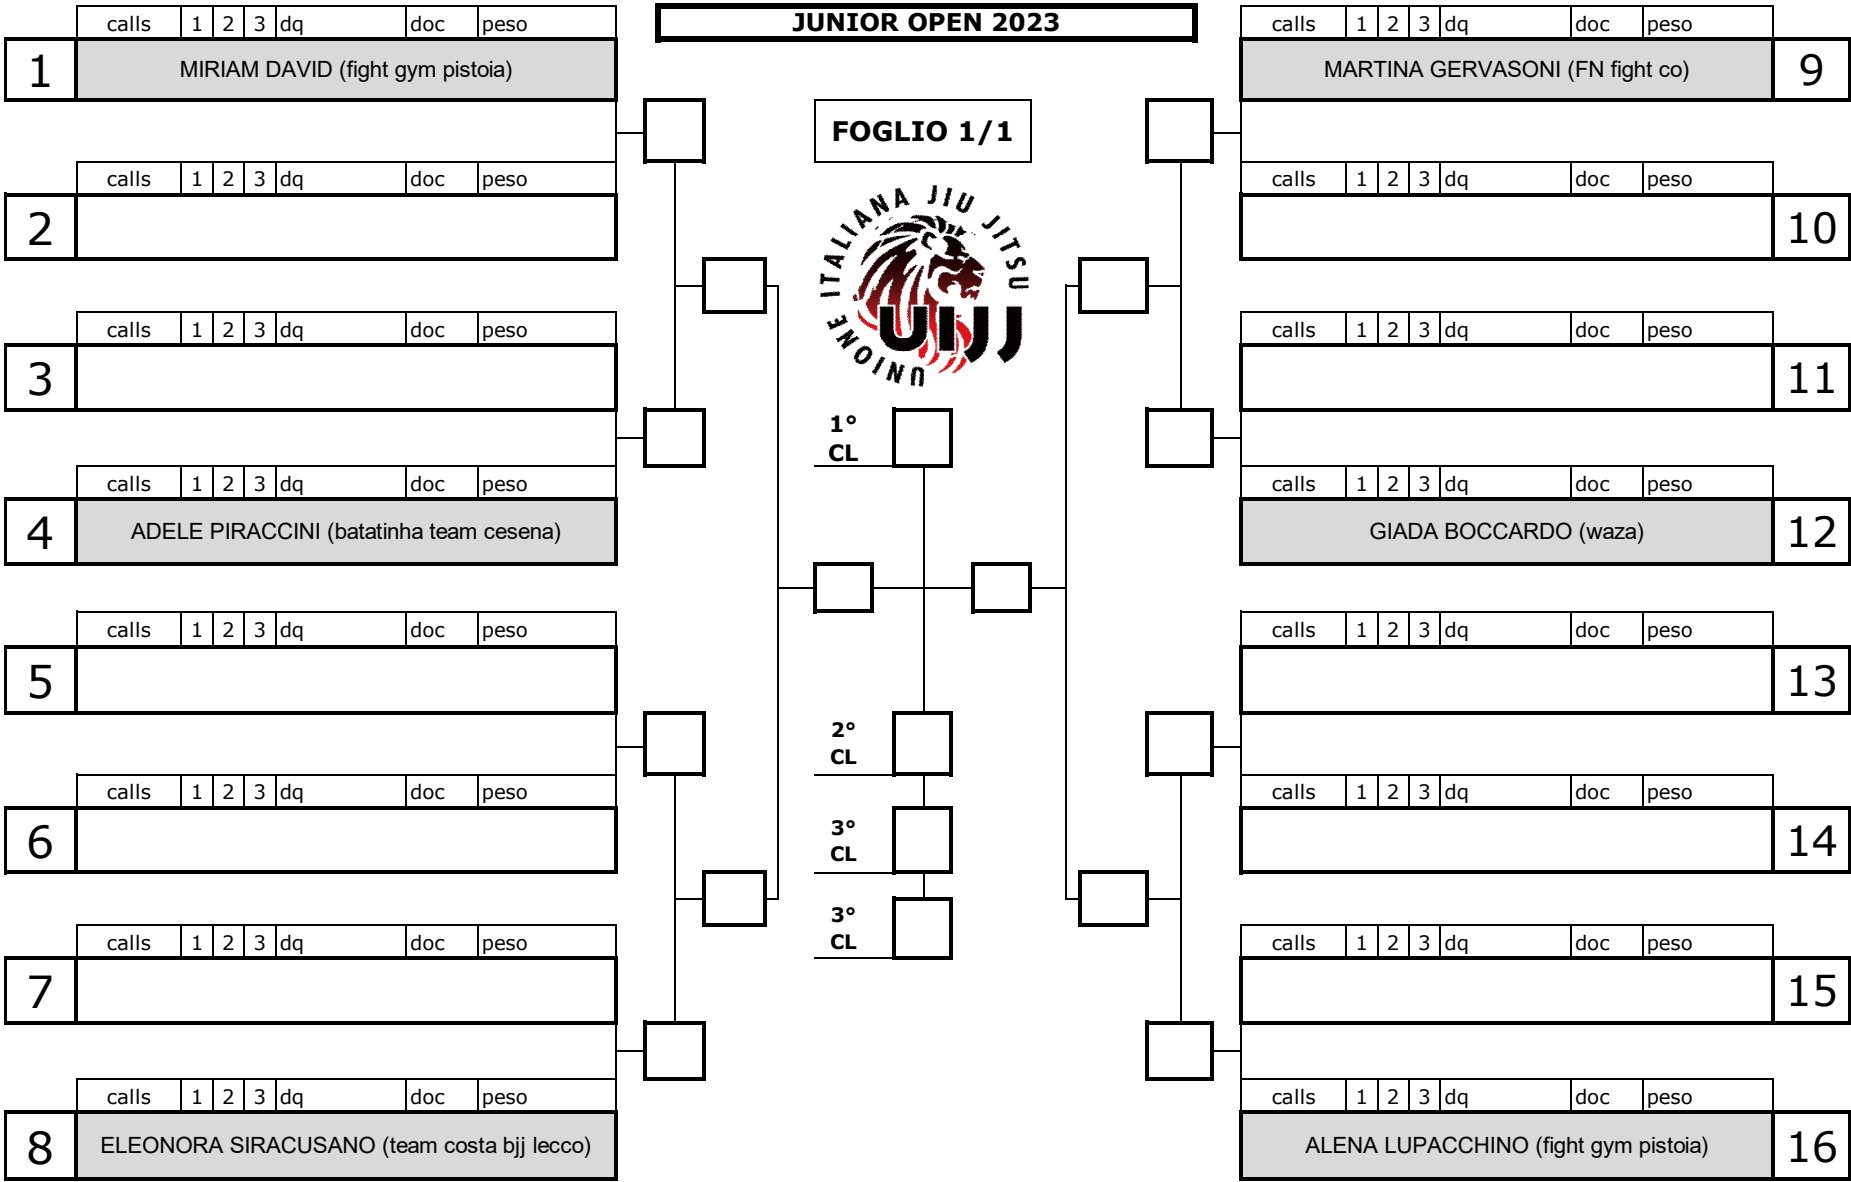 JUNIOR OPEN 2023
FOGLIO 1/1
UNIONE ITALIANA JIU JITSU
UIJJ
calls 1 2 3 dq doc peso
1 MIRIAM DAVID (fight gym pistoia)
calls 1 2 3 dq doc peso
2
calls 1 2 3 dq doc peso
3
calls 1 2 3 dq doc peso
4 ADELE PIRACCINI (batatinha team cesena)
calls 1 2 3 dq doc peso
5
calls 1 2 3 dq doc peso
6
calls 1 2 3 dq doc peso
7
calls 1 2 3 dq doc peso
8 ELEONORA SIRACUSANO (team costa bjj lecco)
1°
CL
2°
CL
3°
CL
3°
CL
calls 1 2 3 dq doc peso
MARTINA GERVASONI (FN fight co) 9
calls 1 2 3 dq doc peso
10
calls 1 2 3 dq doc peso
11
calls 1 2 3 dq doc peso
GIADA BOCCARDO (waza) 12
calls 1 2 3 dq doc peso
13
calls 1 2 3 dq doc peso
14
calls 1 2 3 dq doc peso
15
calls 1 2 3 dq doc peso
ALENA LUPACCHINO (fight gym pistoia) 16